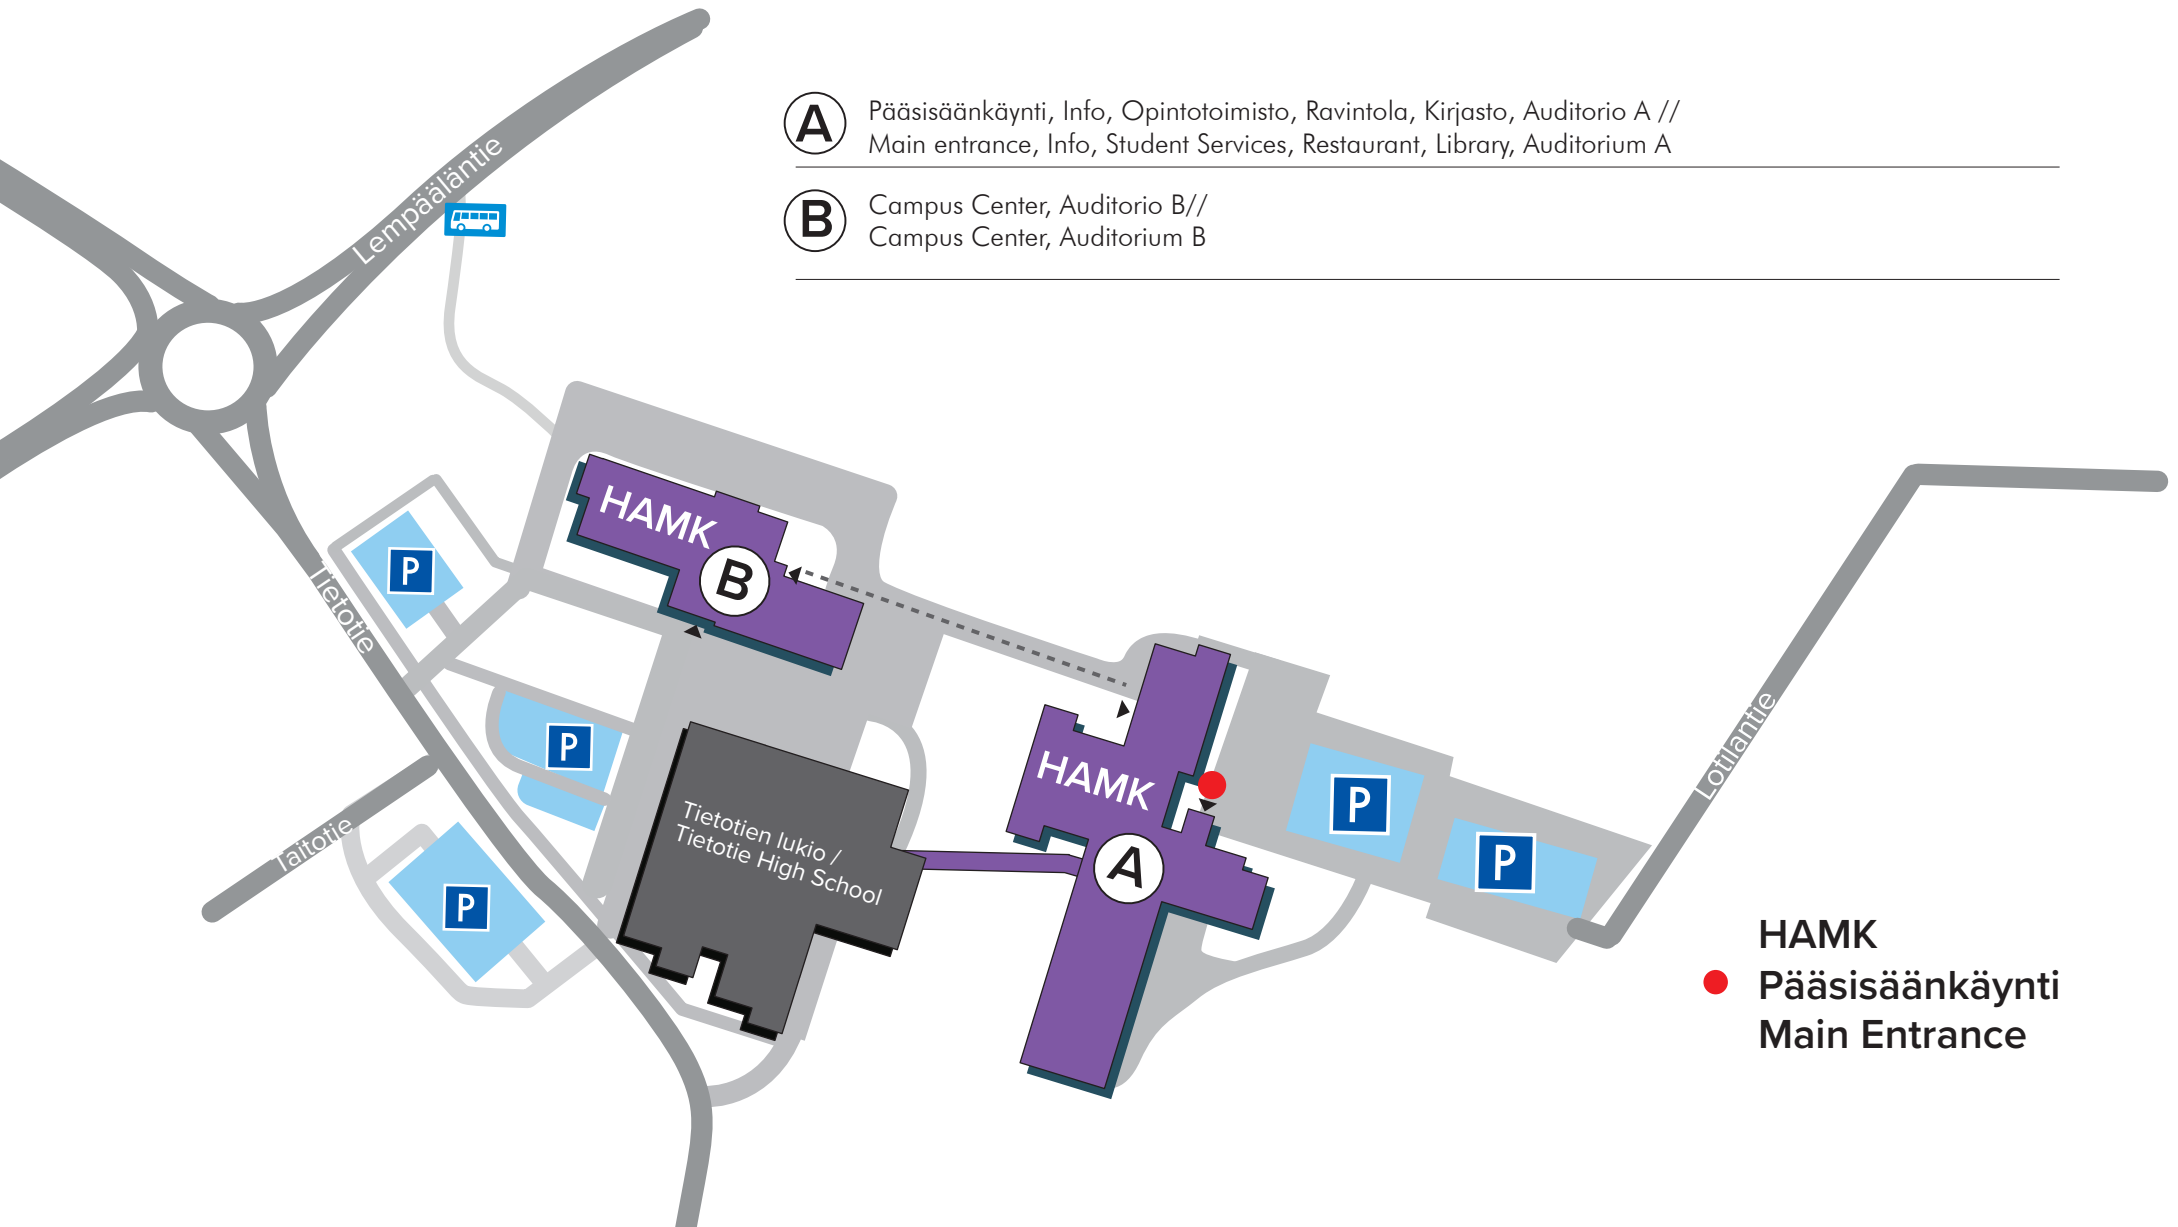 A
Pääsisäänkäynti, Info, Opintotoimisto, Ravintola, Kirjasto, Auditorio A //
Main entrance, Info, Student Services, Restaurant, Library, Auditorium A
B
Campus Center, Auditorio B//
Campus Center, Auditorium B
Lempääläntie
HAMK
B
P
Tietotie
P
HAMK
A
Tietotien lukio /
Tietotie High School
P
P
Lotilantie
Taitotie
P
HAMK
Pääsisäänkäynti
Main Entrance